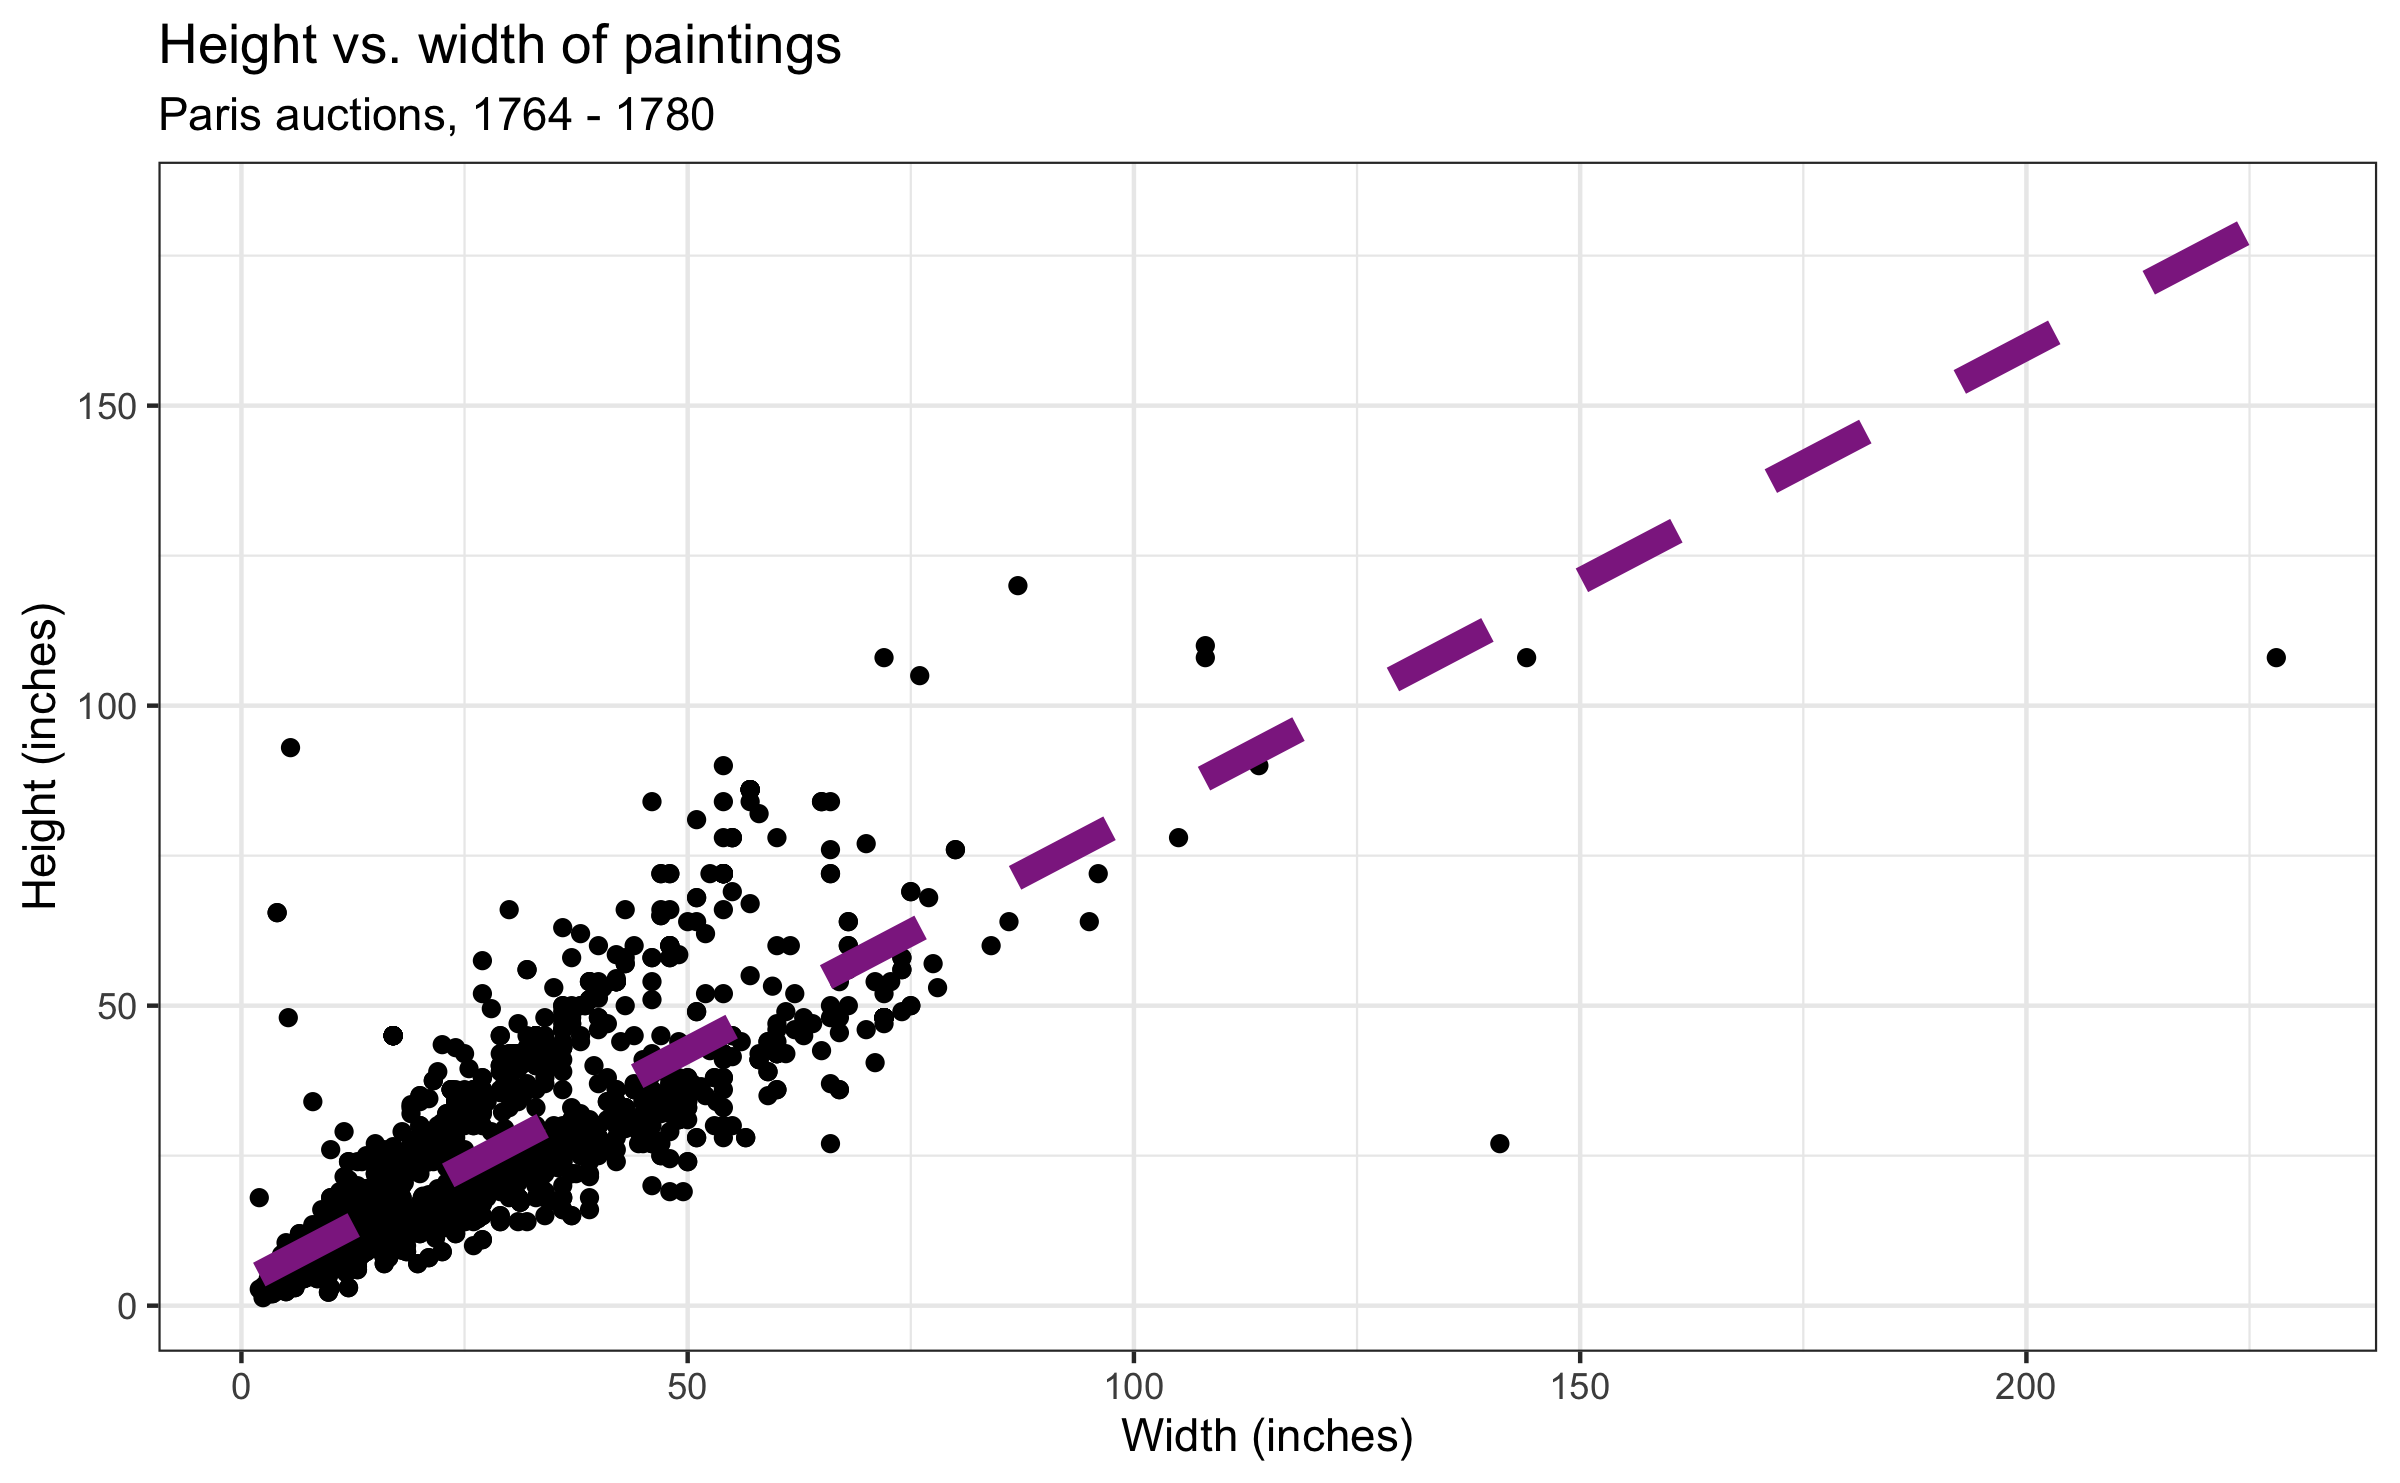 Height vs. width of paintings
Paris auctions, 1764 - 1780
Height (inches)
150
100
50
0
0 50 100 150 200
Width (inches)